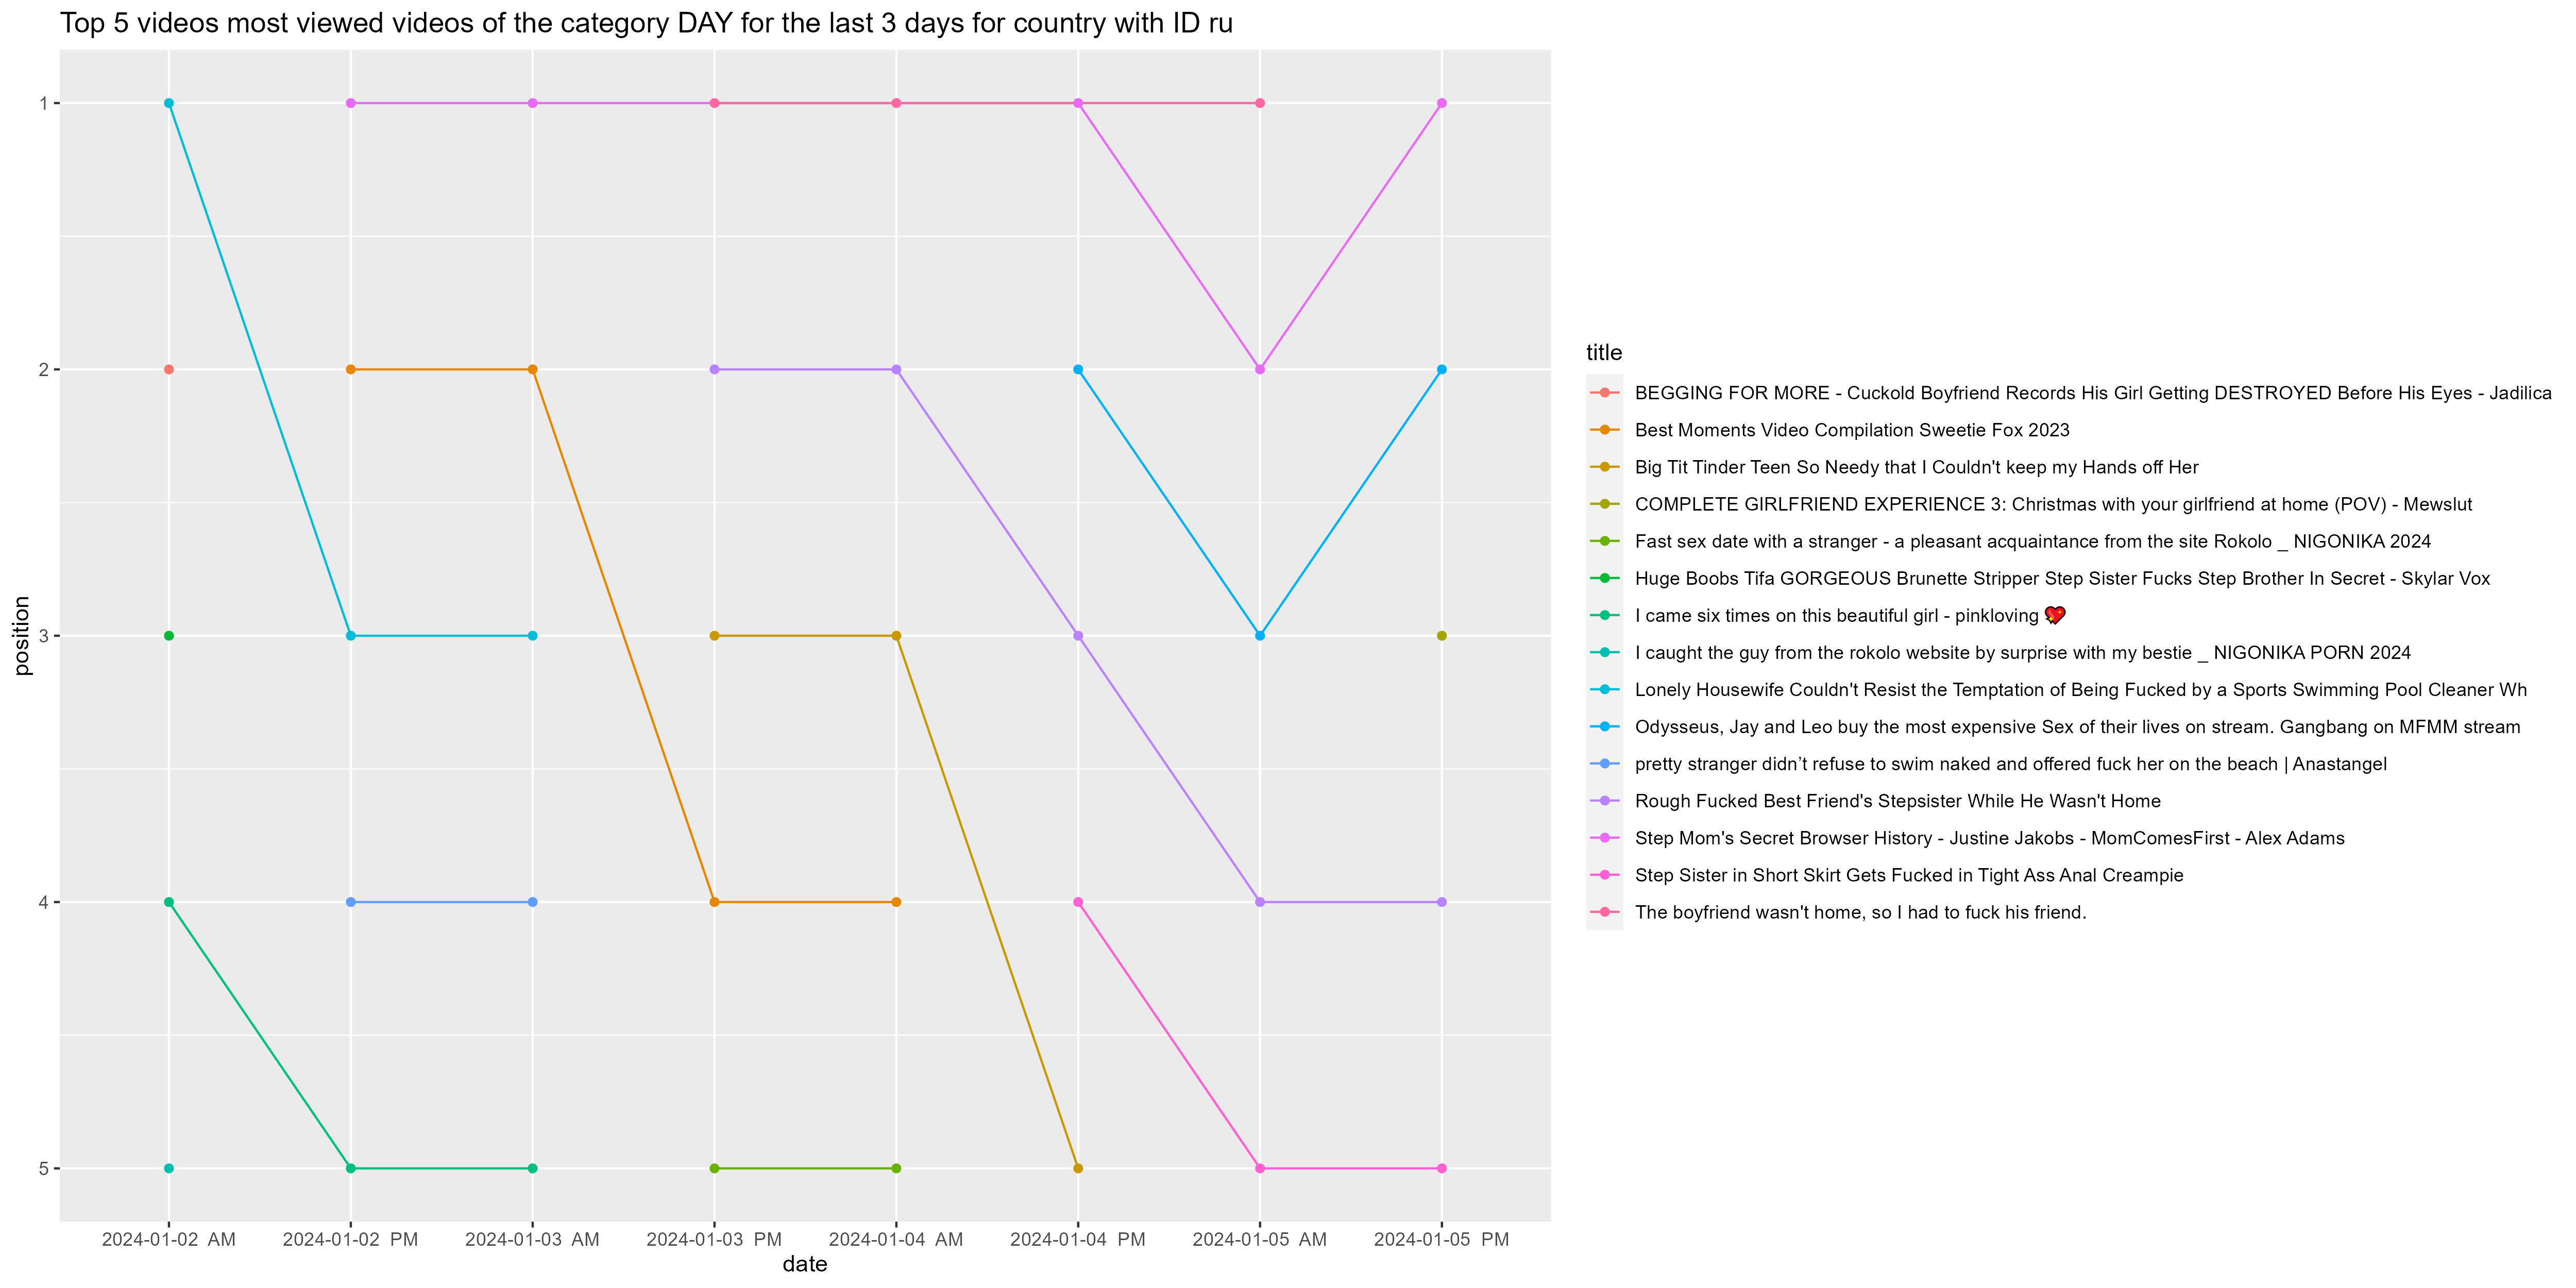 Top 5 videos most viewed videos of the category DAY for the last 3 days for country with ID ru
position
1
2
3
4
5
2024-01-02 AM
2024-01-02 PM
2024-01-03 AM
2024-01-03 PM
2024-01-04 AM
2024-01-04 PM
2024-01-05 AM
2024-01-05 PM
date
title
BEGGING FOR MORE - Cuckold Boyfriend Records His Girl Getting DESTROYED Before His Eyes - Jadilica
Best Moments Video Compilation Sweetie Fox 2023
Big Tit Tinder Teen So Needy that I Couldn't keep my Hands off Her
COMPLETE GIRLFRIEND EXPERIENCE 3: Christmas with your girlfriend at home (POV) - Mewslut
Fast sex date with a stranger - a pleasant acquaintance from the site Rokolo _ NIGONIKA 2024
Huge Boobs Tifa GORGEOUS Brunette Stripper Step Sister Fucks Step Brother In Secret - Skylar Vox
I came six times on this beautiful girl - pinkloving 💖
I caught the guy from the rokolo website by surprise with my bestie _ NIGONIKA PORN 2024
Lonely Housewife Couldn't Resist the Temptation of Being Fucked by a Sports Swimming Pool Cleaner Wh
Odysseus, Jay and Leo buy the most expensive Sex of their lives on stream. Gangbang on MFMM stream
pretty stranger didn’t refuse to swim naked and offered fuck her on the beach | Anastangel
Rough Fucked Best Friend's Stepsister While He Wasn't Home
Step Mom's Secret Browser History - Justine Jakobs - MomComesFirst - Alex Adams
Step Sister in Short Skirt Gets Fucked in Tight Ass Anal Creampie
The boyfriend wasn't home, so I had to fuck his friend.